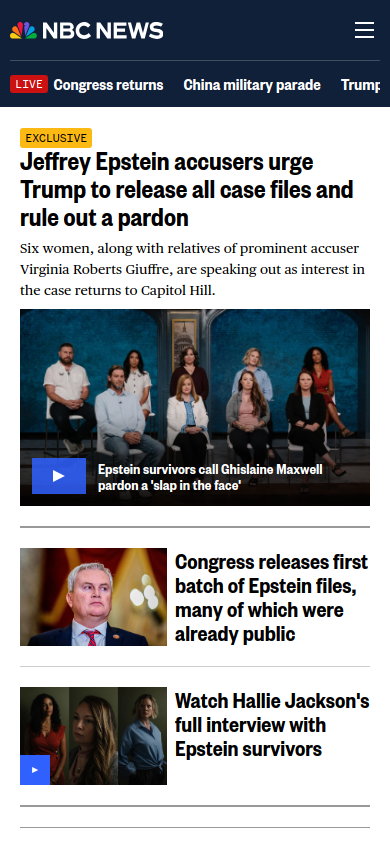 NBC NEWS
LIVE Congress returns China military parade Trump
EXCLUSIVE
Jeffrey Epstein accusers urge
Trump to release all case files and
rule out a pardon
Six women, along with relatives of prominent accuser
Virginia Roberts Giuffre, are speaking out as interest in
the case returns to Capitol Hill.
Epstein survivors call Ghislaine Maxwell
pardon a 'slap in the face'
Congress releases first
batch of Epstein files,
many of which were
already public
Watch Hallie Jackson's
full interview with
Epstein survivors